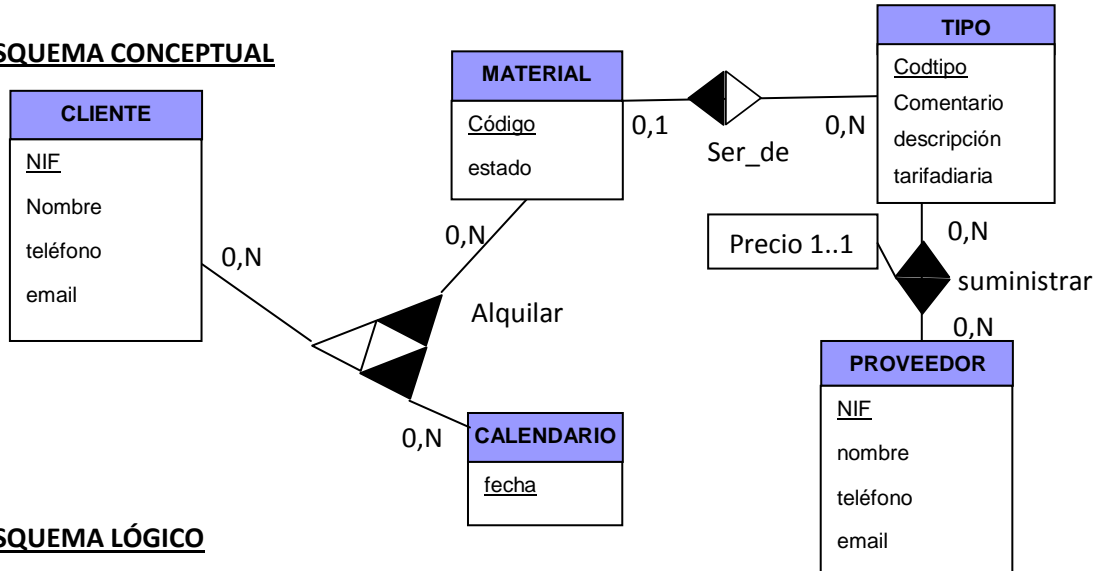 SQUEMA CONCEPTUAL
CLIENTE
NIF
Nombre
teléfono
email
0,N
MATERIAL
Código
estado
0,N
0,1
Ser_de
0,N
TIPO
Codtipo
Comentario
descripción
tarifadiaria
Precio 1..1
0,N
suministrar
0,N
Alquilar
PROVEEDOR
NIF
nombre
teléfono
email
0,N
CALENDARIO
fecha
SQUEMA LÓGICO